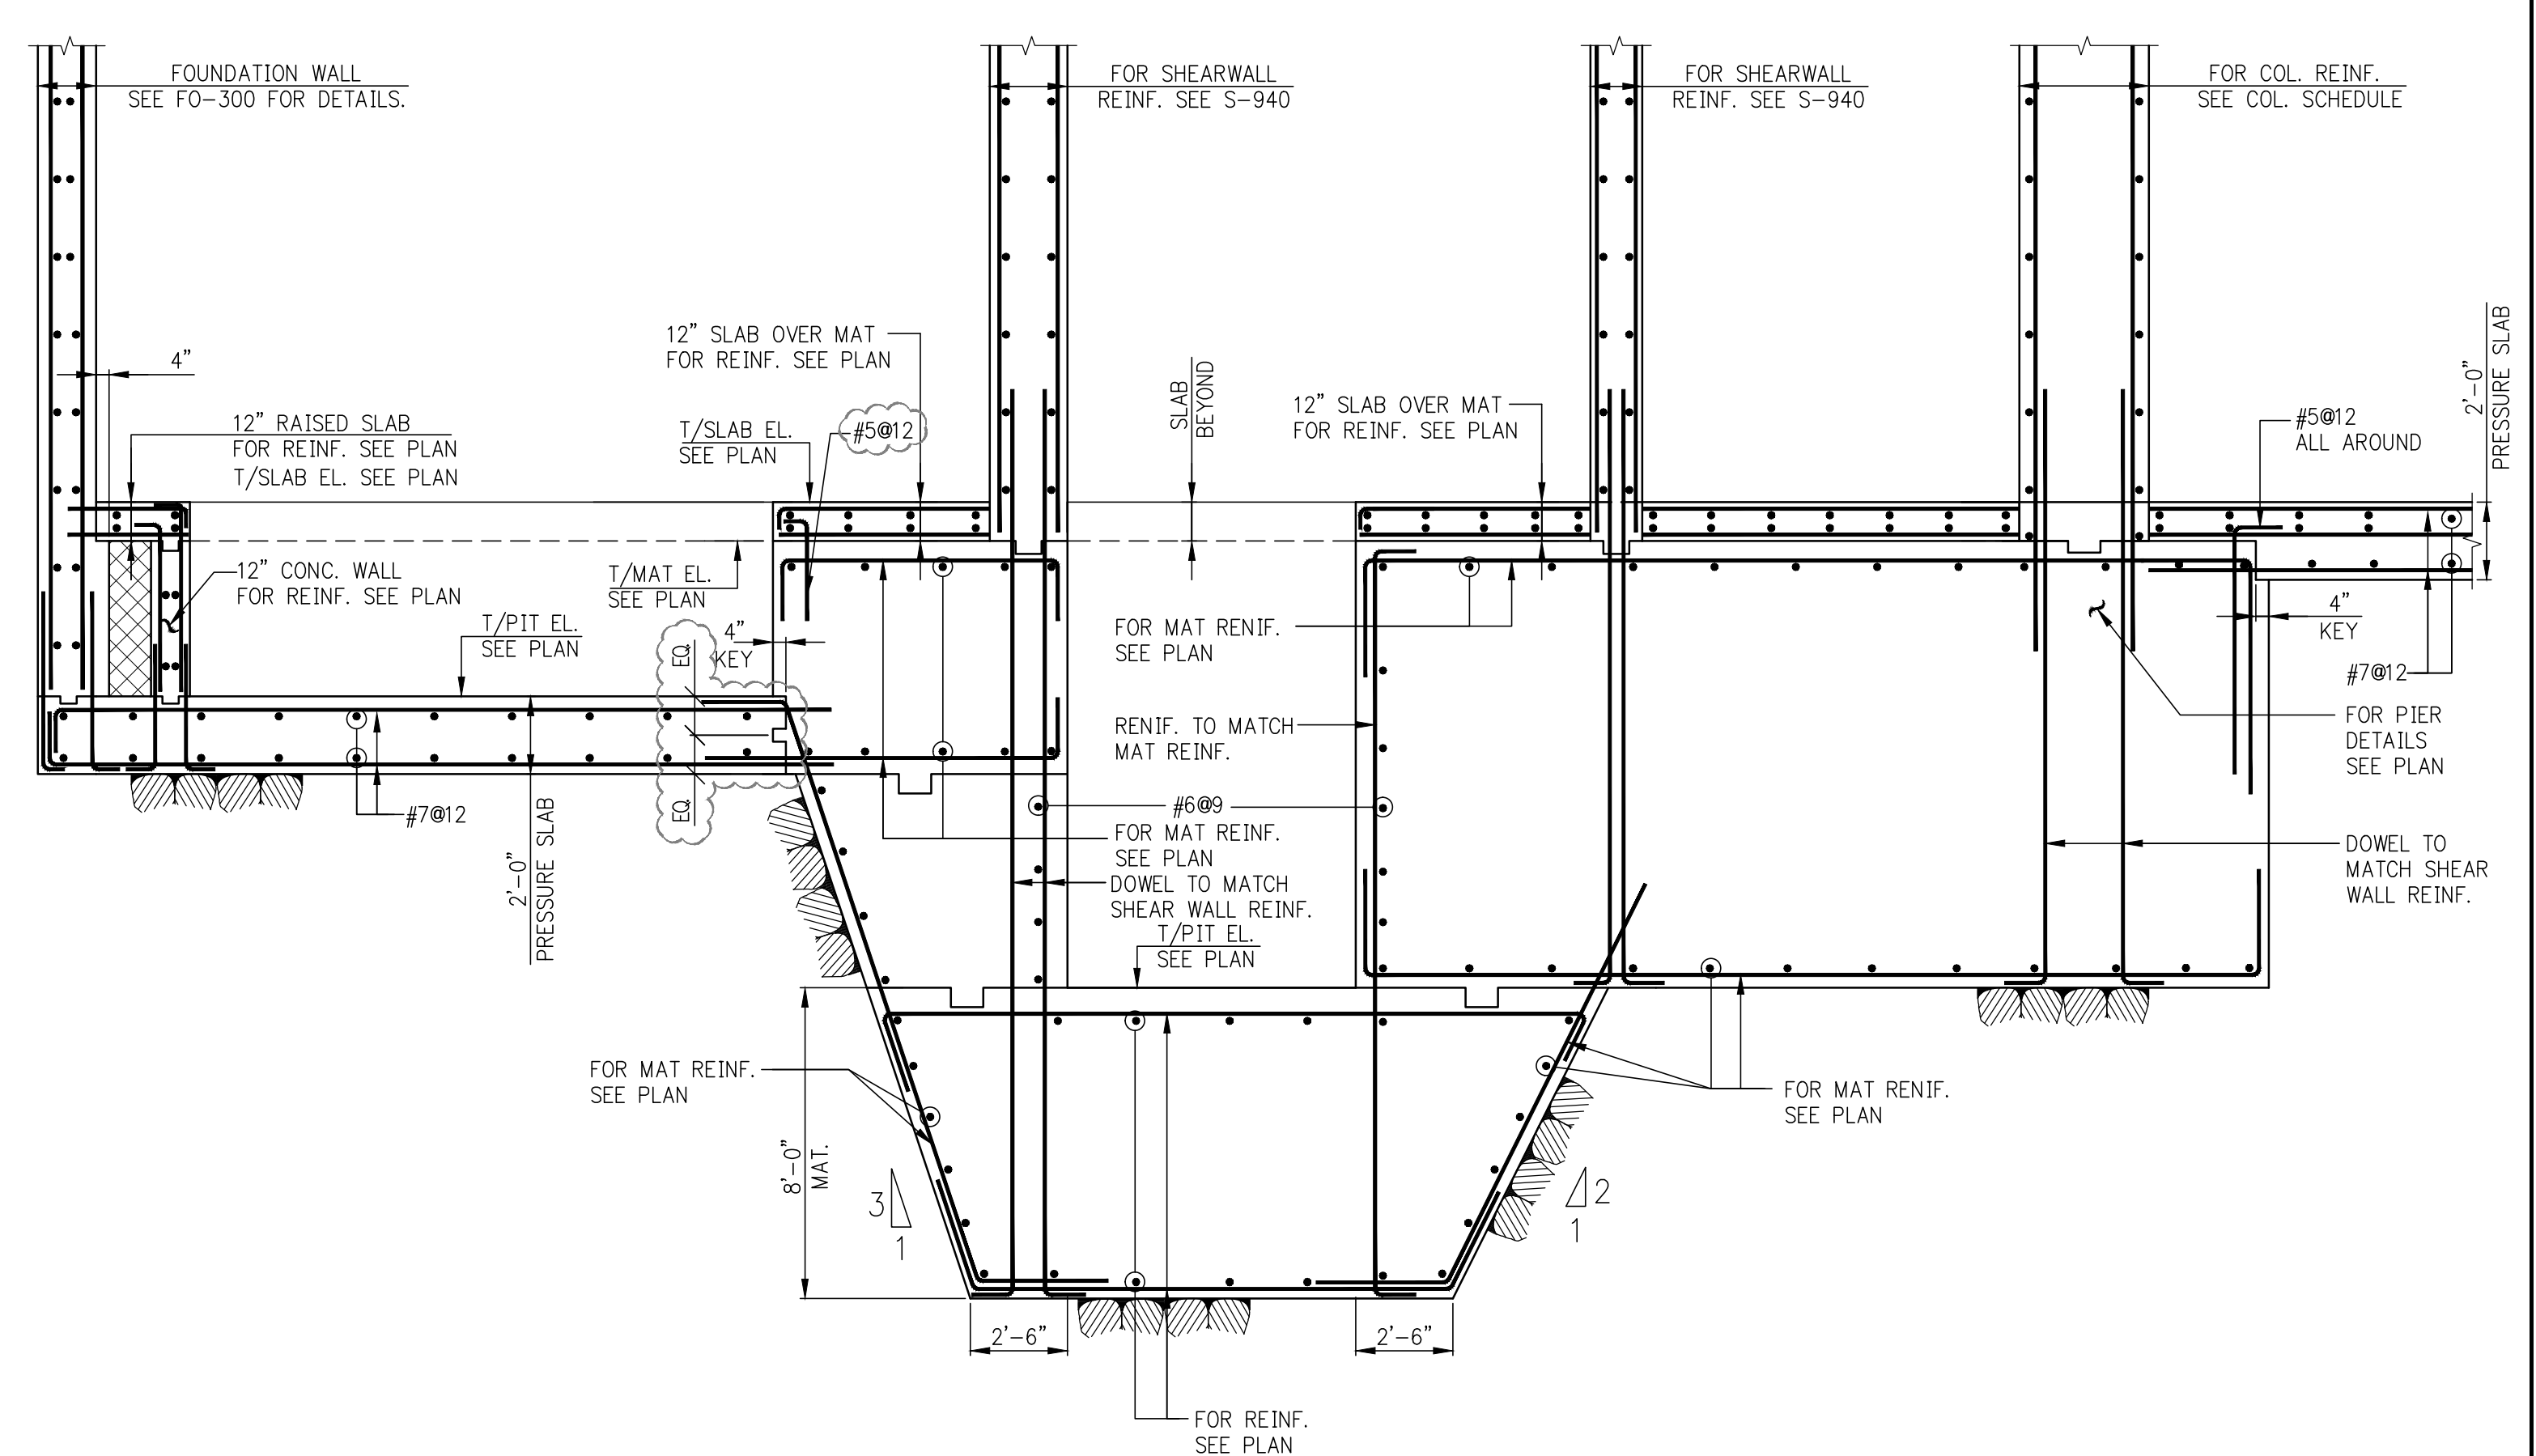 FOUNDATION WALL
SEE FO-300 FOR DETAILS.
FOR SHEARWALL
REINF. SEE S-940
FOR SHEARWALL
REINF. SEE S-940
FOR COL. REINF.
SEE COL. SCHEDULE
4"
12" RAISED SLAB
FOR REINF. SEE PLAN
T/SLAB EL. SEE PLAN
12" SLAB OVER MAT
FOR REINF. SEE PLAN
T/SLAB EL.
SEE PLAN
#5@12
SLAB
BEYOND
12" SLAB OVER MAT
FOR REINF. SEE PLAN
#5@12
ALL AROUND
2'-0"
PRESSURE SLAB
12" CONC. WALL
FOR REINF. SEE PLAN
T/PIT EL.
SEE PLAN
T/MAT EL.
SEE PLAN
4"
KEY
EQ.
EQ.
FOR MAT RENIF.
SEE PLAN
RENIF. TO MATCH
MAT REINF.
4"
KEY
#7@12
FOR PIER
DETAILS
SEE PLAN
#7@12
2'-0"
PRESSURE SLAB
#6@9
FOR MAT REINF.
SEE PLAN
DOWEL TO MATCH
SHEAR WALL REINF.
T/PIT EL.
SEE PLAN
DOWEL TO
MATCH SHEAR
WALL REINF.
FOR MAT REINF.
SEE PLAN
8'-0"
MAT.
3
1
2
1
FOR MAT RENIF.
SEE PLAN
2'-6"
2'-6"
FOR REINF.
SEE PLAN